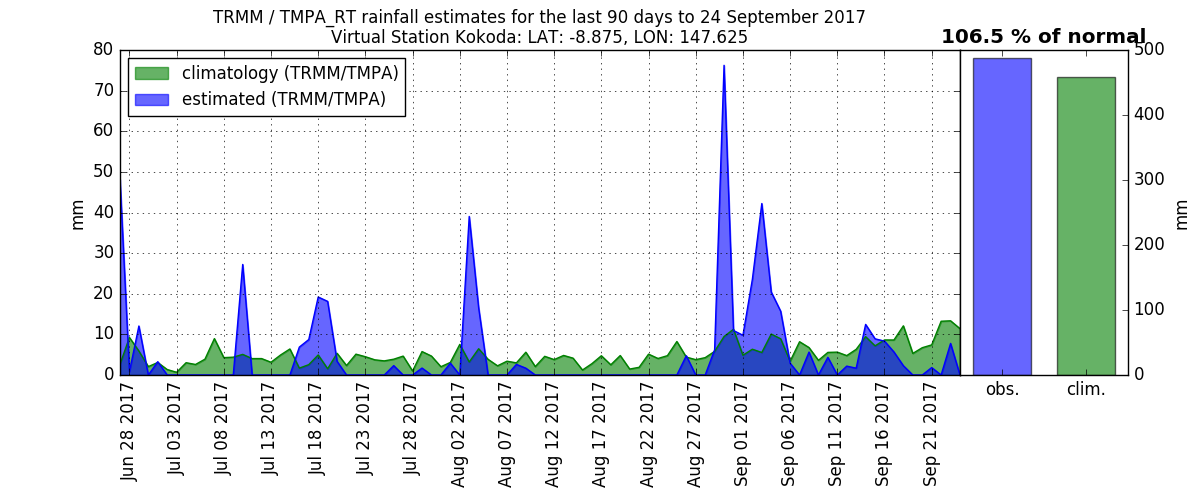 TRMM / TMPA_RT rainfall estimates for the last 90 days to 24 September 2017
Virtual Station Kokoda: LAT: -8.875, LON: 147.625
106.5 % of normal
climatology (TRMM/TMPA)
estimated (TRMM/TMPA)
mm
80
70
60
50
40
30
20
10
0
Jun 28 2017
Jul 03 2017
Jul 08 2017
Jul 13 2017
Jul 18 2017
Jul 23 2017
Jul 28 2017
Aug 02 2017
Aug 07 2017
Aug 12 2017
Aug 17 2017
Aug 22 2017
Aug 27 2017
Sep 01 2017
Sep 06 2017
Sep 11 2017
Sep 16 2017
Sep 21 2017
obs.
clim.
500
400
300
200
100
0
mm